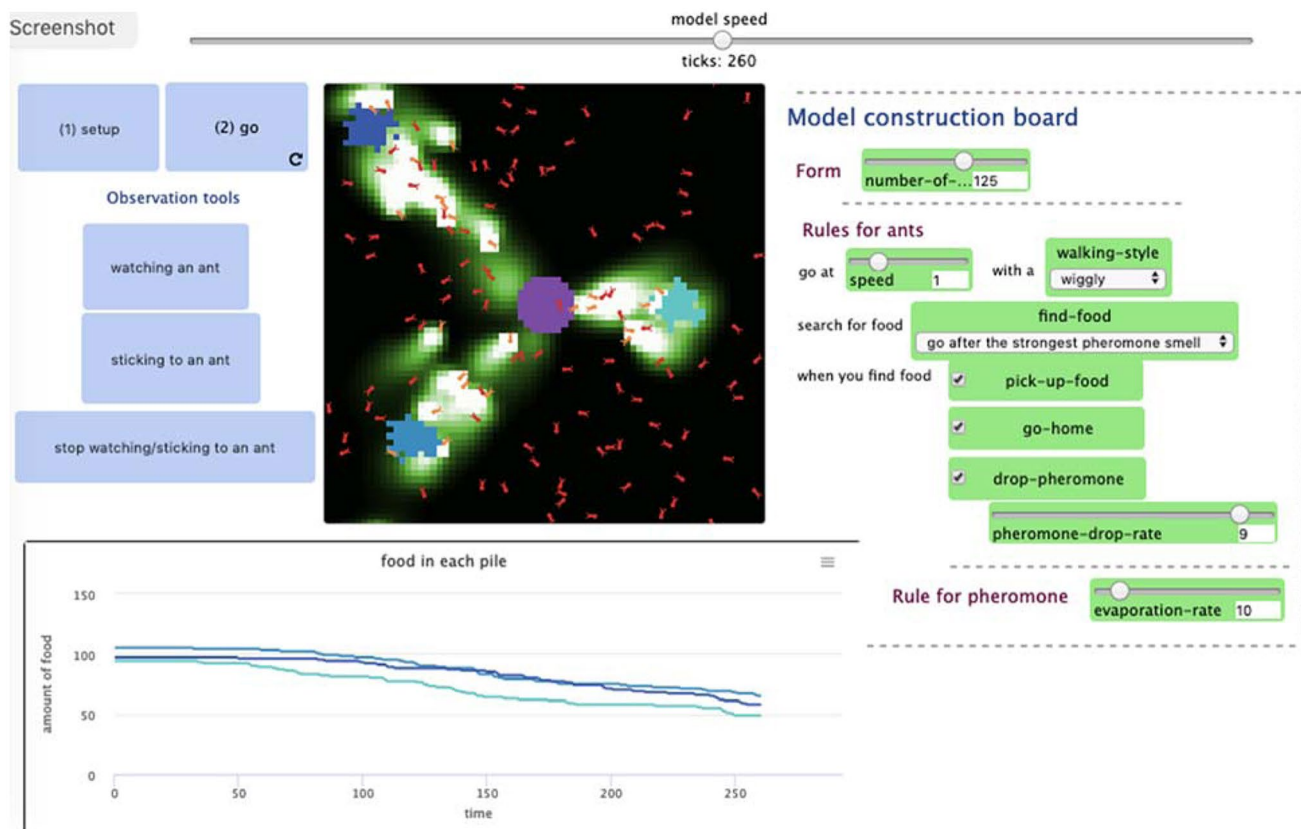 Screenshot
model speed
ticks: 260
(1) setup
(2) go
Observation tools
watching an ant
sticking to an ant
stop watching/sticking to an ant
Model construction board
Form
number-of-...125
Rules for ants
go at
speed 1
with a
walking-style
wiggly
search for food
find-food
go after the strongest pheromone smell
when you find food
pick-up-food
go-home
drop-pheromone
pheromone-drop-rate 9
Rule for pheromone
evaporation-rate 10
food in each pile
amount of food
150
100
50
0
0 50 100 150 200 250
time